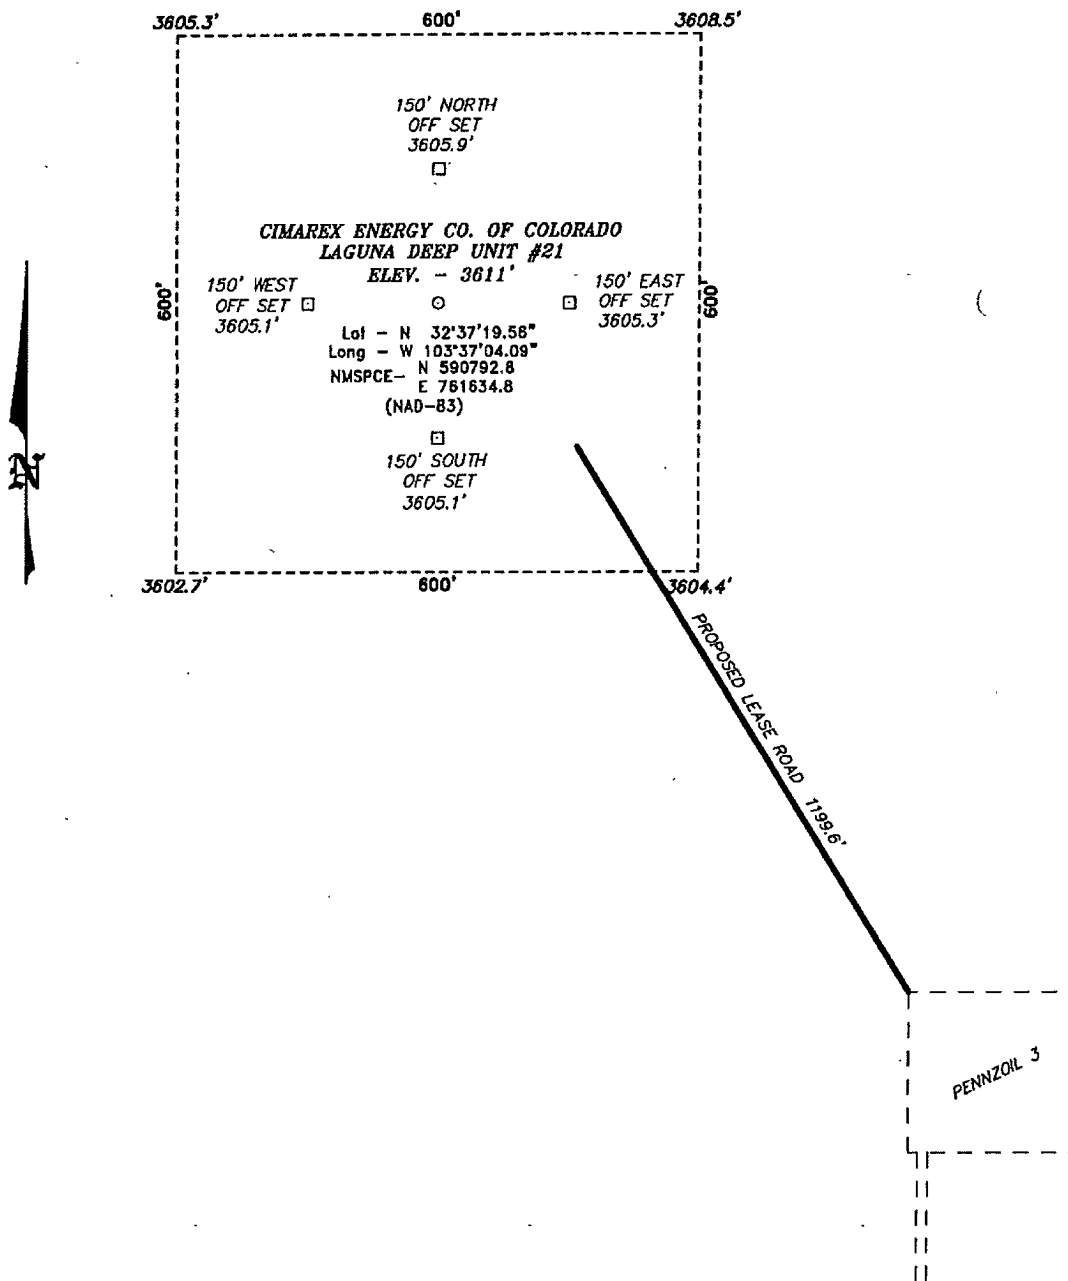 3605.3'
600'
3608.5'
150' NORTH
OFF SET
3605.9'
CIMAREX ENERGY CO. OF COLORADO
LAGUNA DEEP UNIT #21
ELEV. - 3611'
600'
150' WEST
OFF SET
3605.1'
150' EAST
OFF SET
3605.3'
600'
Lat - N 32°37'19.56"
Long - W 103°37'04.09"
NMSPCE- N 590792.8
E 761634.8
(NAD-83)
150' SOUTH
OFF SET
3605.1'
N
3602.7'
600'
3604.4'
PROPOSED LEASE ROAD 1199.6'
PENNZOIL 3